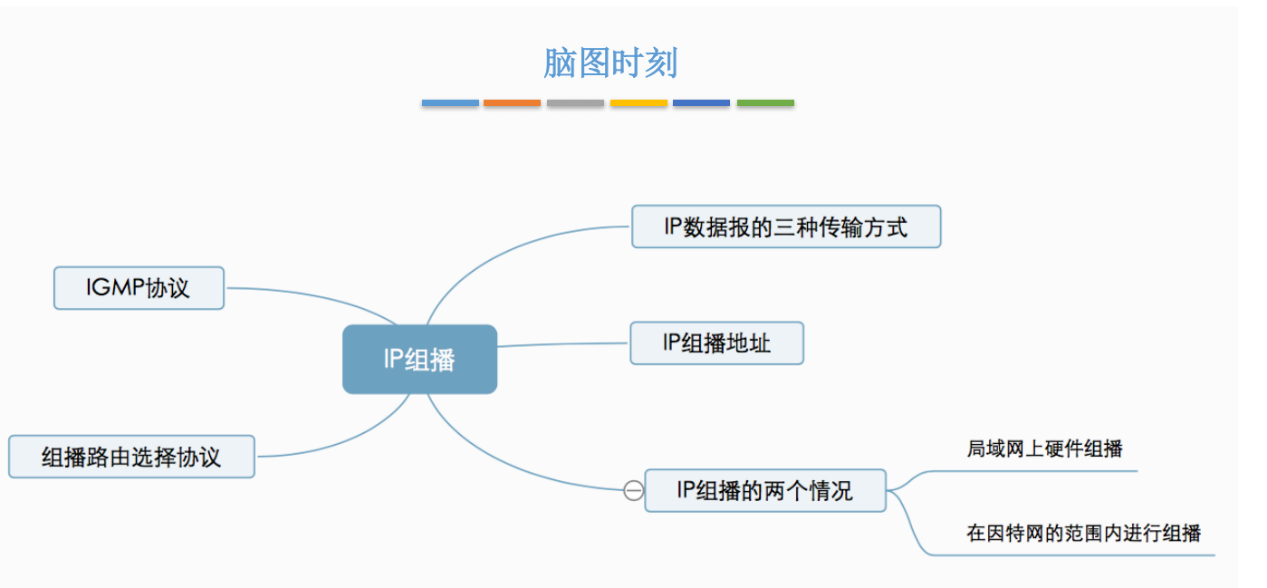 脑图时刻
IP数据报的三种传输方式
IGMP协议
IP组播地址
IP组播
局域网上硬件组播
组播路由选择协议
IP组播的两个情况
在因特网的范围内进行组播